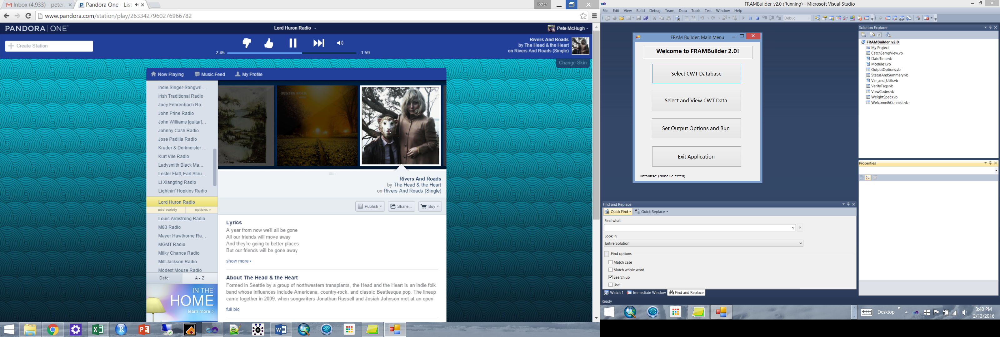 Inbox (4,933) - peter.
Pandora One - List
Peter
www.pandora.com/station/play/2633427960276966782
PANDORA | ONE
Lord Huron Radio
Pete McHugh
Create Station
2:45
-1:59
Rivers And Roads
by The Head & the Heart
on Rivers And Roads (Single)
Change Skin
Now Playing
Music Feed
My Profile
Indie Singer-Songwri...
Irish Traditional Radio
Joey Fehrenbach Ra...
John Prine Radio
John Williams [guitar]...
Johnny Cash Radio
Jose Padilla Radio
Kruder & Dorfmeister ...
Kurt Vile Radio
Ladysmith Black Ma...
Lester Flatt, Earl Scru...
Li Xiangting Radio
Lightnin' Hopkins Radio
Lord Huron Radio
add variety
options
Louis Armstrong Radio
M83 Radio
Mayer Hawthorne Ra...
MGMT Radio
Milky Chance Radio
Milt Jackson Radio
Modest Mouse Radio
Date
A - Z
IN THE
HOME
learn more >
Rivers And Roads
by The Head & the Heart
on Rivers And Roads (Single)
Publish
Share...
Buy
Lyrics
A year from now we'll all be gone
All our friends will move away
And they're going to better places
But our friends will be gone away
show more
About The Head & the Heart
Formed in Seattle by a group of northwestern transplants, the Head and the Heart is an indie folk
band whose influences include Americana, country-rock, and classic Beatlesque pop. The lineup
came together in 2009, when songwriters Jonathan Russell and Josiah Johnson met at an open
full bio
FRAMBuilder_v2.0 (Running) - Microsoft Visual Studio
File Edit View Build Debug Team Data Tools Test Window Help
Debug
FRAM Builder: Main Menu
Welcome to FRAMBuilder 2.0!
Select CWT Database
Select and View CWT Data
Set Output Options and Run
Exit Application
Database: (None Selected)
Solution Explorer
FRAMBuilder_v2.0
My Project
CatchSampView.vb
DateTime.vb
Module1.vb
OutputOptions.vb
StatusAndSummary.vb
Var_and_Utils.vb
VerifyTags.vb
ViewCodes.vb
WeightSpecs.vb
Welcome&Connect.vb
Properties
Find and Replace
Quick Find
Quick Replace
Find what:
Look in:
Entire Solution
Find options
Match case
Match whole word
Search up
Use:
Watch 1
Immediate Window
Find and Replace
Ready
Desktop
3:40 PM
2/13/2016